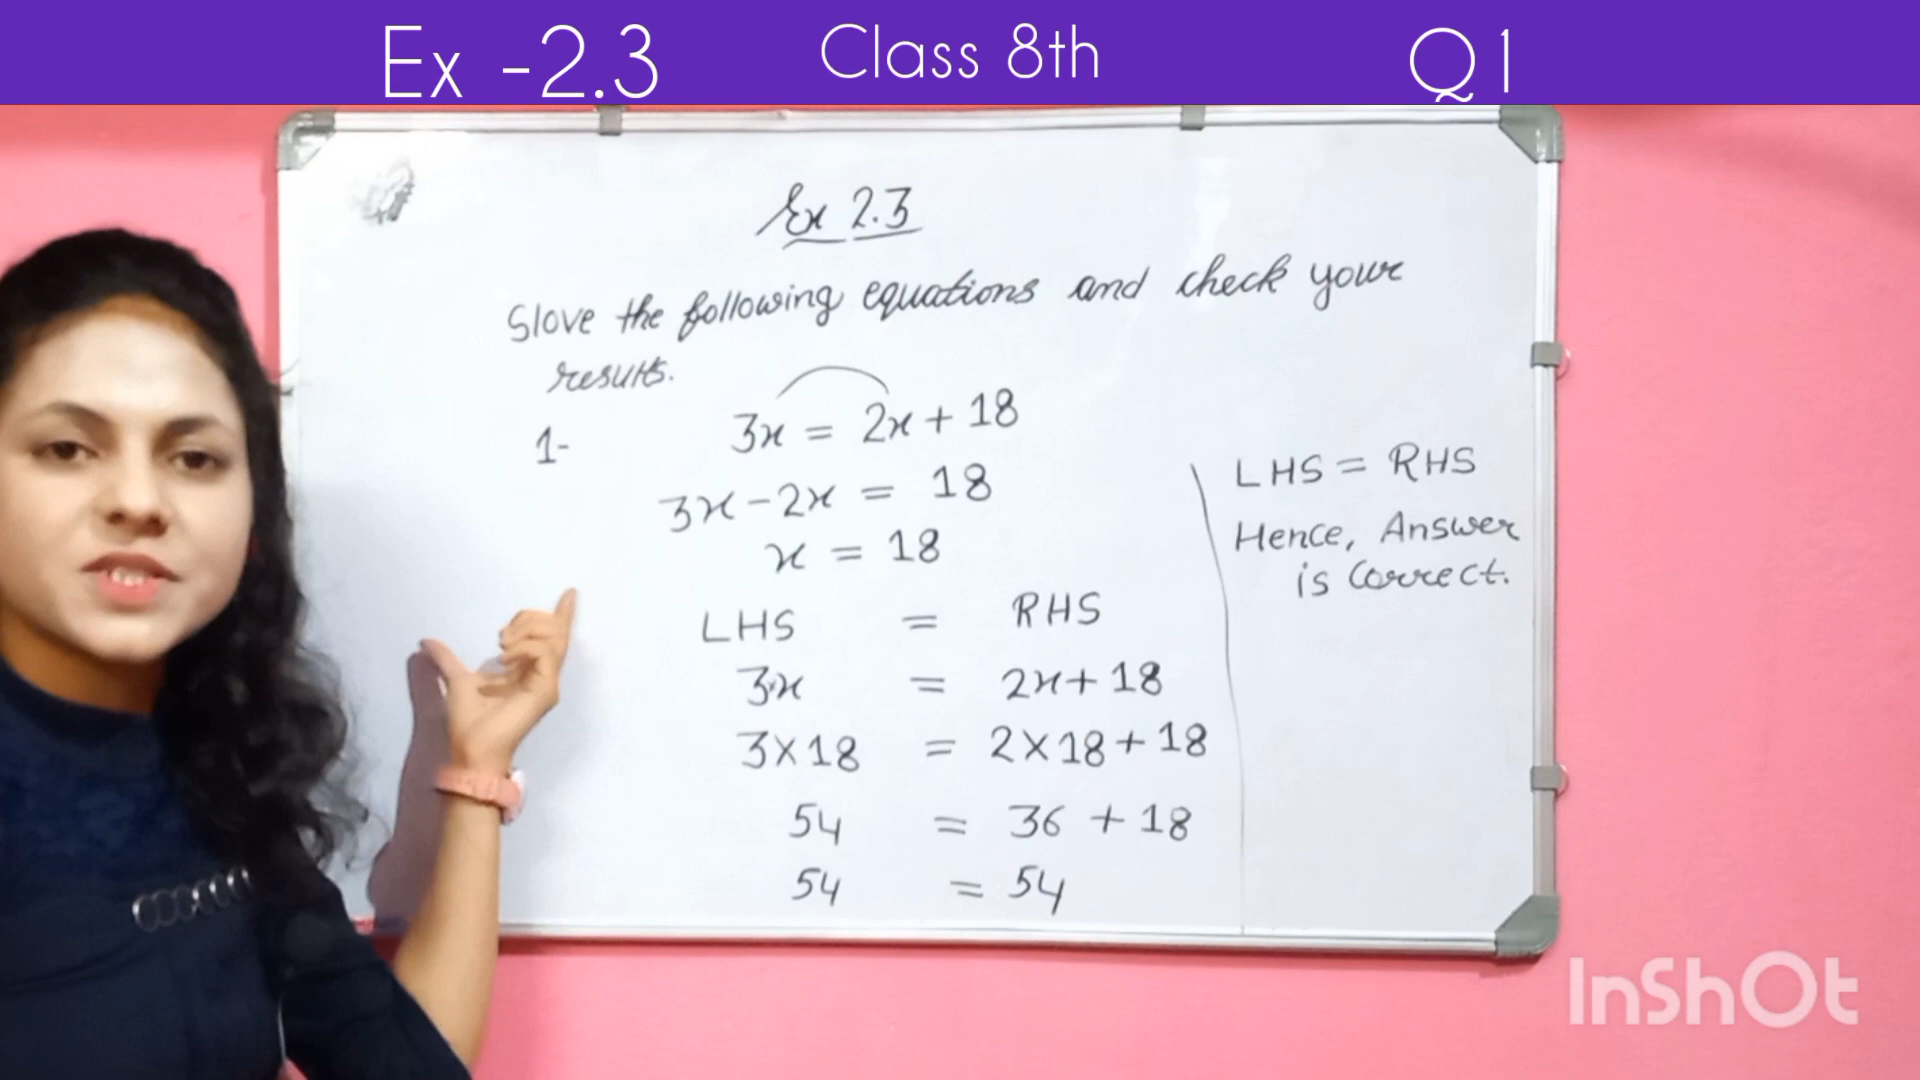 Ex -2.3 Class 8th Q1
Ex 2.3
Slove the following equations and check your
results.
1- 3x = 2x + 18
3x - 2x = 18
x = 18
LHS = RHS
3x = 2x + 18
3 × 18 = 2 × 18 + 18
54 = 36 + 18
54 = 54
LHS = RHS
Hence, Answer
is Correct.
InShOt